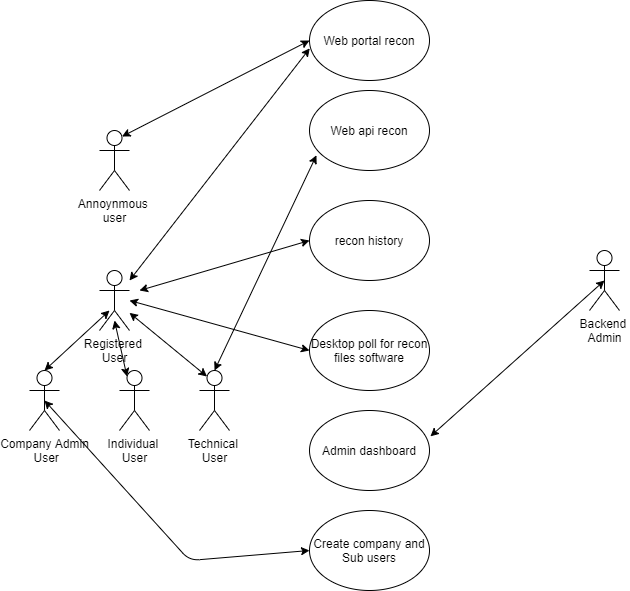 Web portal recon
Web api recon
Annoynmous
user
recon history
Backend
Admin
Registered
User
Desktop poll for recon
files software
Company Admin
User
Individual
User
Technical
User
Admin dashboard
Create company and
Sub users